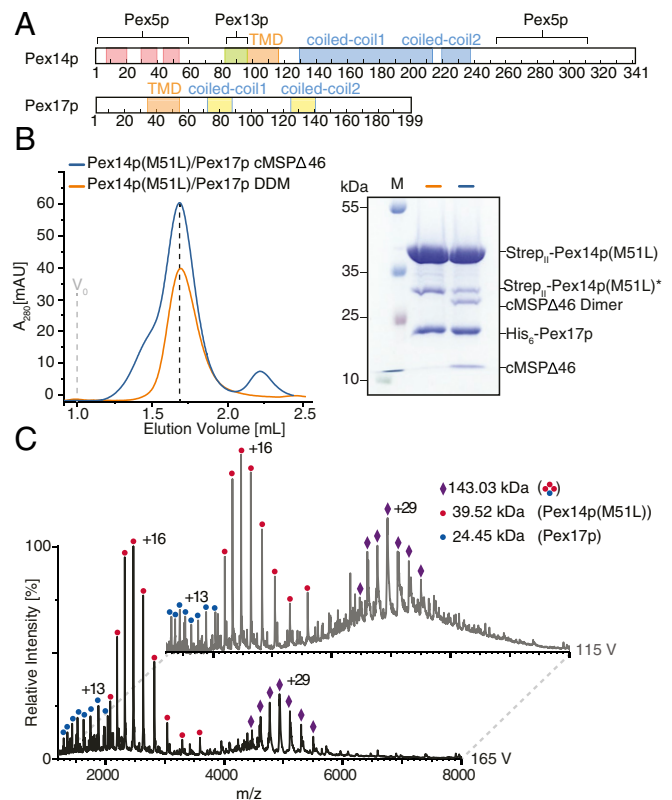 A
Pex5p Pex13p Pex5p
TMD coiled-coil1 coiled-coil2
Pex14p
1 20 40 60 80 100 120 140 160 180 200 220 240 260 280 300 320 341
TMD coiled-coil1 coiled-coil2
Pex17p
1 20 40 60 80 100 120 140 160 180 199
B
Pex14p(M51L)/Pex17p cMSPΔ46
Pex14p(M51L)/Pex17p DDM
A280[mAU]
60
50
40
30
20
10
0
V0
1.0 1.5 2.0 2.5
Elution Volume [mL]
kDa M
55
35
25
10
StrepII-Pex14p(M51L)
StrepII-Pex14p(M51L)*
cMSPΔ46 Dimer
His6-Pex17p
cMSPΔ46
C
+16
143.03 kDa ( )
+29
39.52 kDa (Pex14p(M51L))
24.45 kDa (Pex17p)
100
+16
+13
115 V
Relative Intensity [%]
+13
+29
0
165 V
2000 4000 6000 8000
m/z